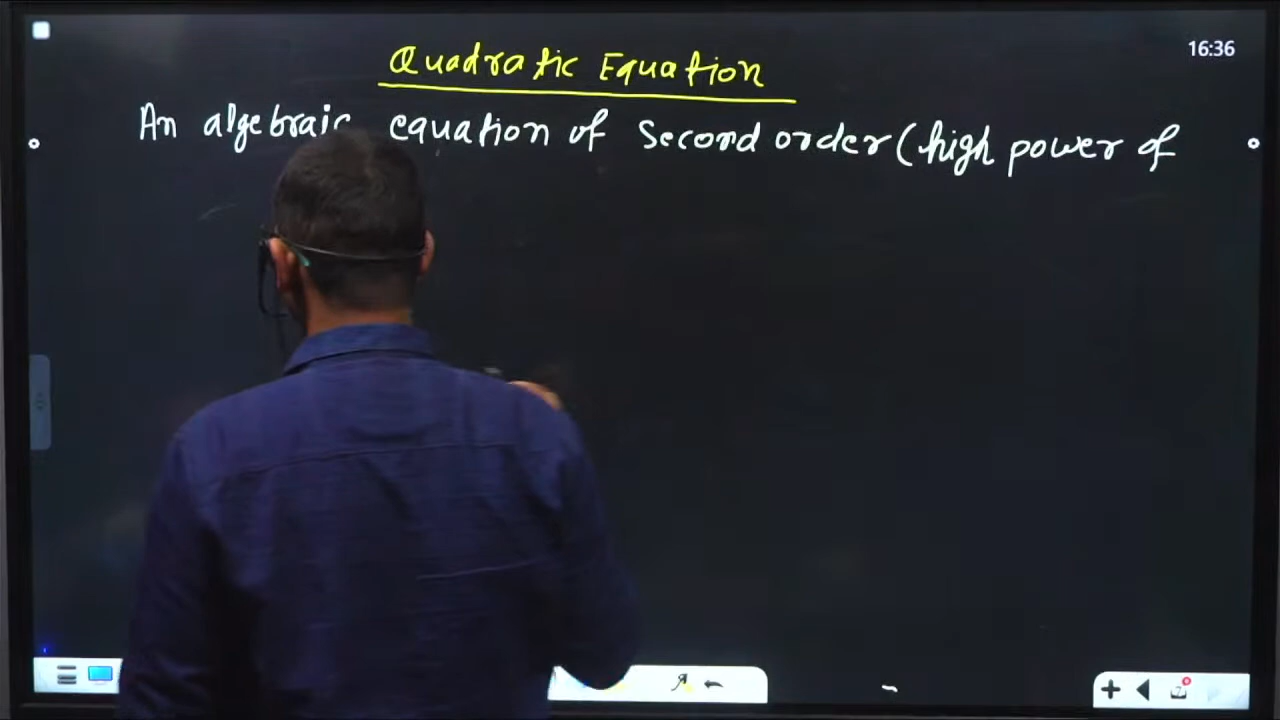 16:36
Quadratic Equation
An algebraic equation of second order (high power of